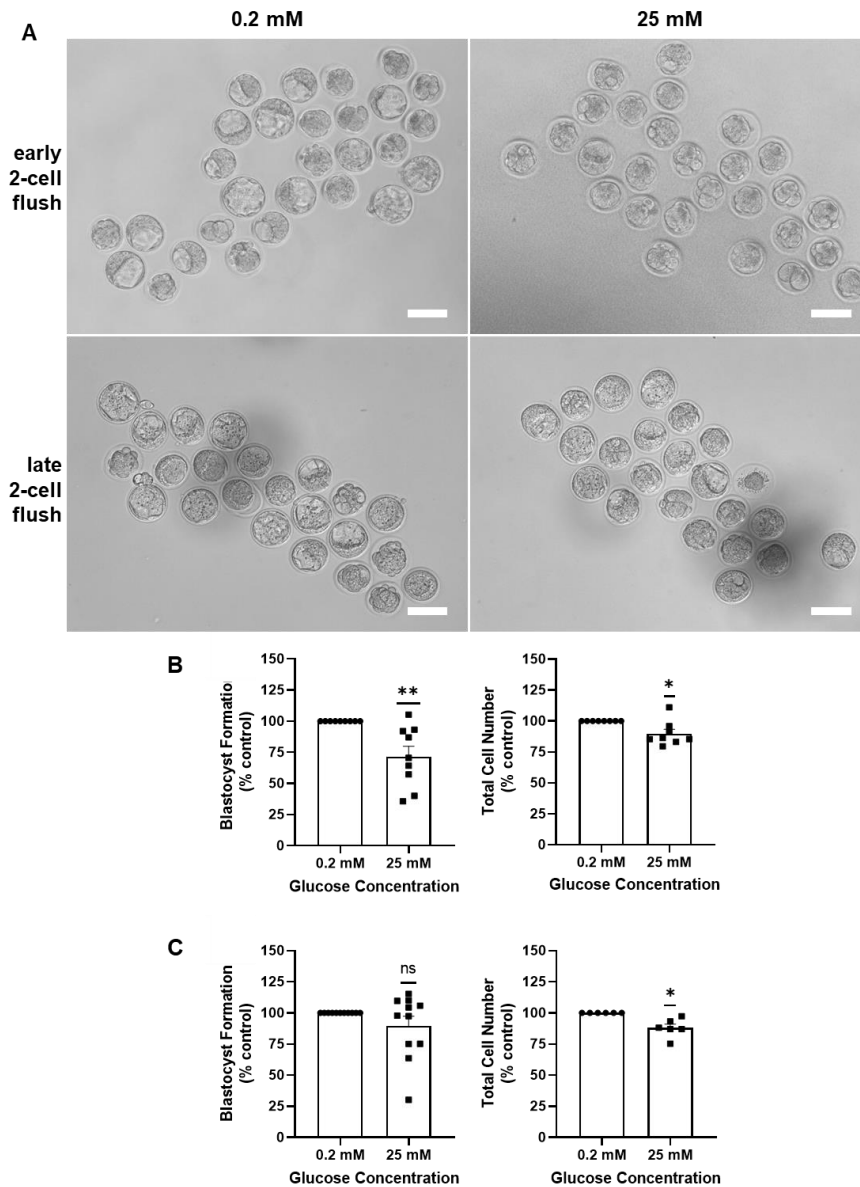 0.2 mM
25 mM
A
early
2-cell
flush
late
2-cell
flush
B
Blastocyst Formatio
(% control)
150
125
100
75
50
25
0
**
0.2 mM
25 mM
Glucose Concentration
Total Cell Number
(% control)
150
125
100
75
50
25
0
*
0.2 mM
25 mM
Glucose Concentration
C
Blastocyst Formation
(% control)
150
125
100
75
50
25
0
ns
0.2 mM
25 mM
Glucose Concentration
Total Cell Number
(% control)
150
125
100
75
50
25
0
*
0.2 mM
25 mM
Glucose Concentration